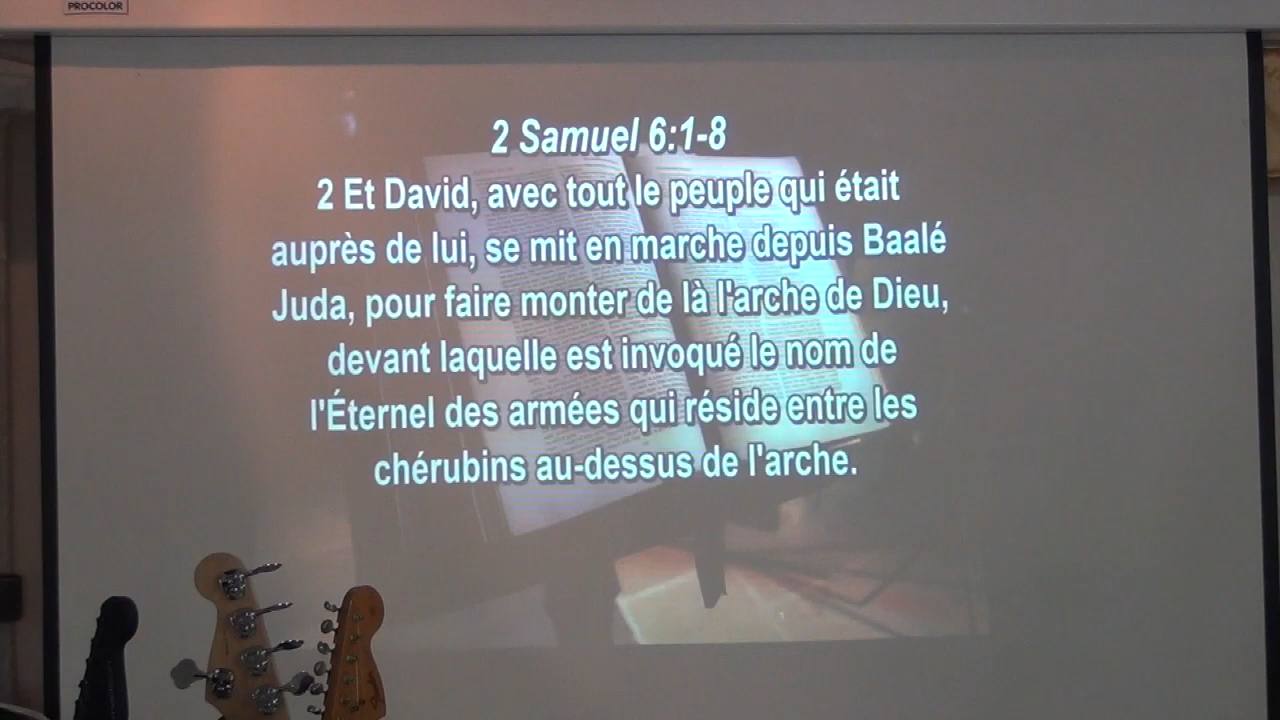 PROCOLOR
2 Samuel 6:1-8
2 Et David, avec tout le peuple qui était
auprès de lui, se mit en marche depuis Baalé
Juda, pour faire monter de là l'arche de Dieu,
devant laquelle est invoqué le nom de
l'Éternel des armées qui réside entre les
chérubins au-dessus de l'arche.